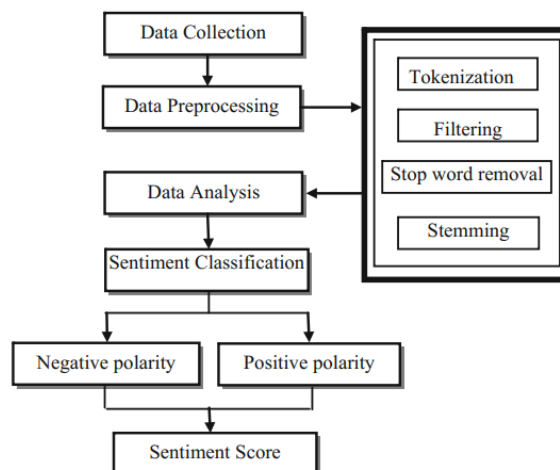 Data Collection
Data Preprocessing
Tokenization
Filtering
Stop word removal
Stemming
Data Analysis
Sentiment Classification
Negative polarity
Positive polarity
Sentiment Score